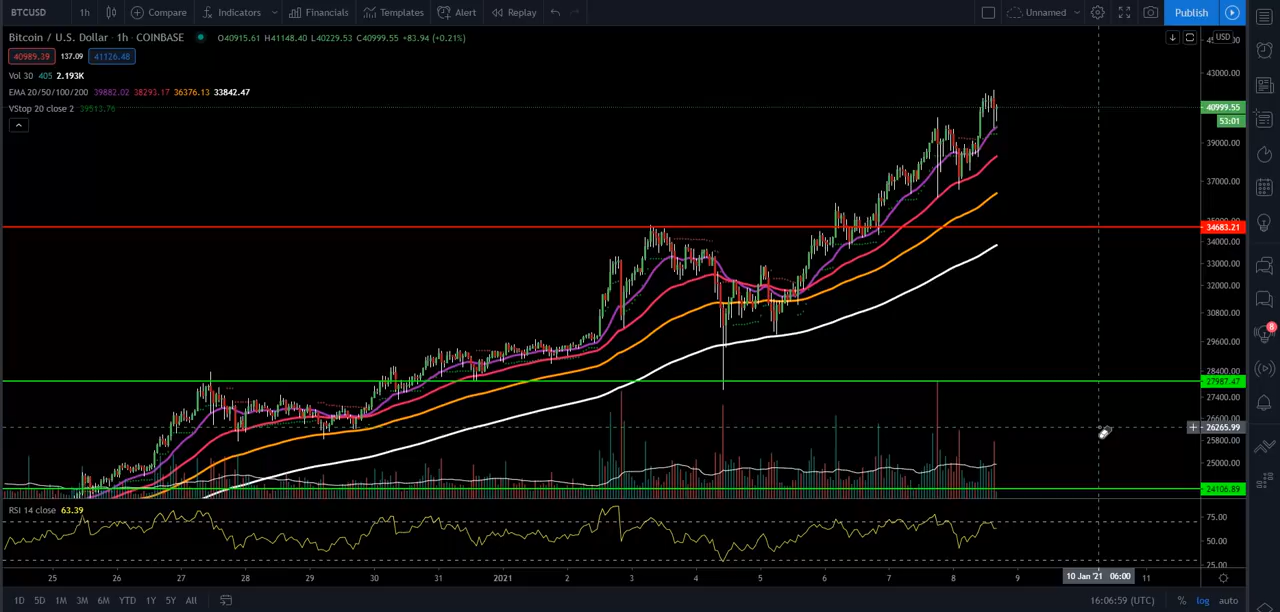 BTCUSD 1h Compare Indicators Financials Templates Alert Replay Unnamed Publish
Bitcoin / U.S. Dollar · 1h · COINBASE O40915.61 H41148.40 L40229.53 C40999.55 +83.94 (+0.21%) USD
40989.39 137.09 41126.48
Vol 30 405 2.193K
EMA 20/50/100/200 39882.02 38293.17 36376.13 33842.47
VStop 20 close 2 39513.76
43000.00
40999.55
53:01
39000.00
37000.00
35000.00
34683.21
34000.00
33000.00
32000.00
30800.00
29600.00
28400.00
27987.47
27400.00
26600.00
26265.99
25800.00
25000.00
24106.89
8
RSI 14 close 63.39
75.00
50.00
25.00
25 26 27 28 29 30 31 2021 2 3 4 5 6 7 8 9 10 Jan '21 06:00 11
1D 5D 1M 3M 6M YTD 1Y 5Y All 16:06:59 (UTC) % log auto